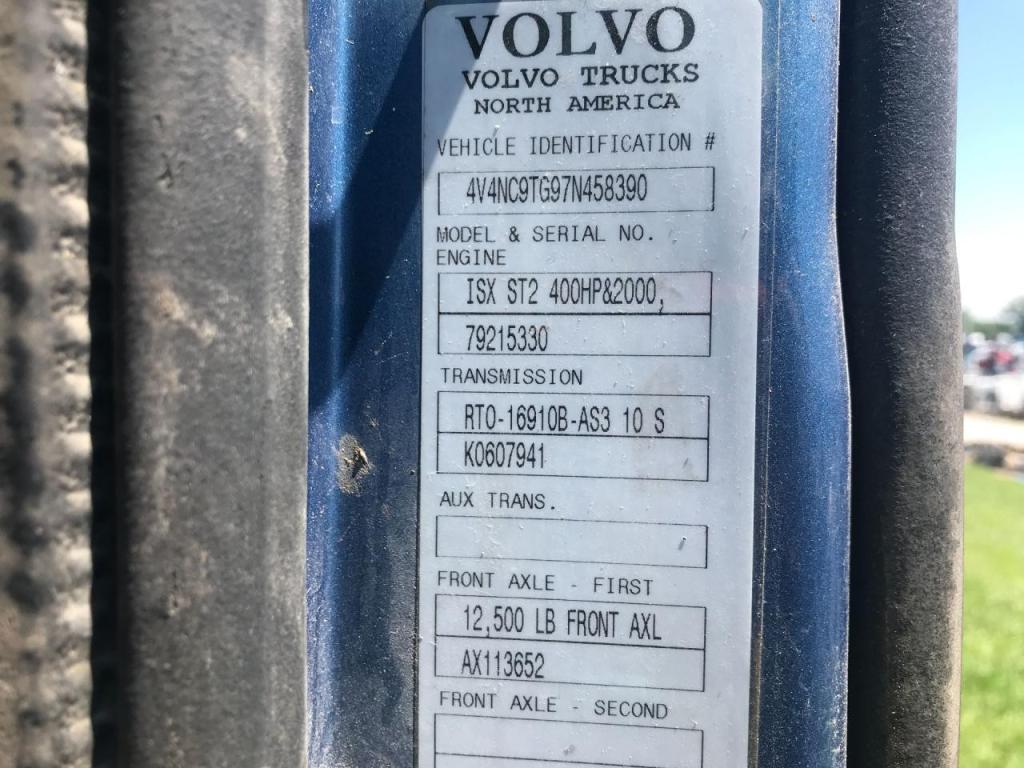 VOLVO
VOLVO TRUCKS
NORTH AMERICA
VEHICLE IDENTIFICATION #
4V4NC9TG97N458390
MODEL & SERIAL NO.
ENGINE
ISX ST2 400HP&2000,
79215330
TRANSMISSION
RTO-16910B-AS3 10 S
K0607941
AUX TRANS.
FRONT AXLE - FIRST
12,500 LB FRONT AXL
AX113652
FRONT AXLE - SECOND